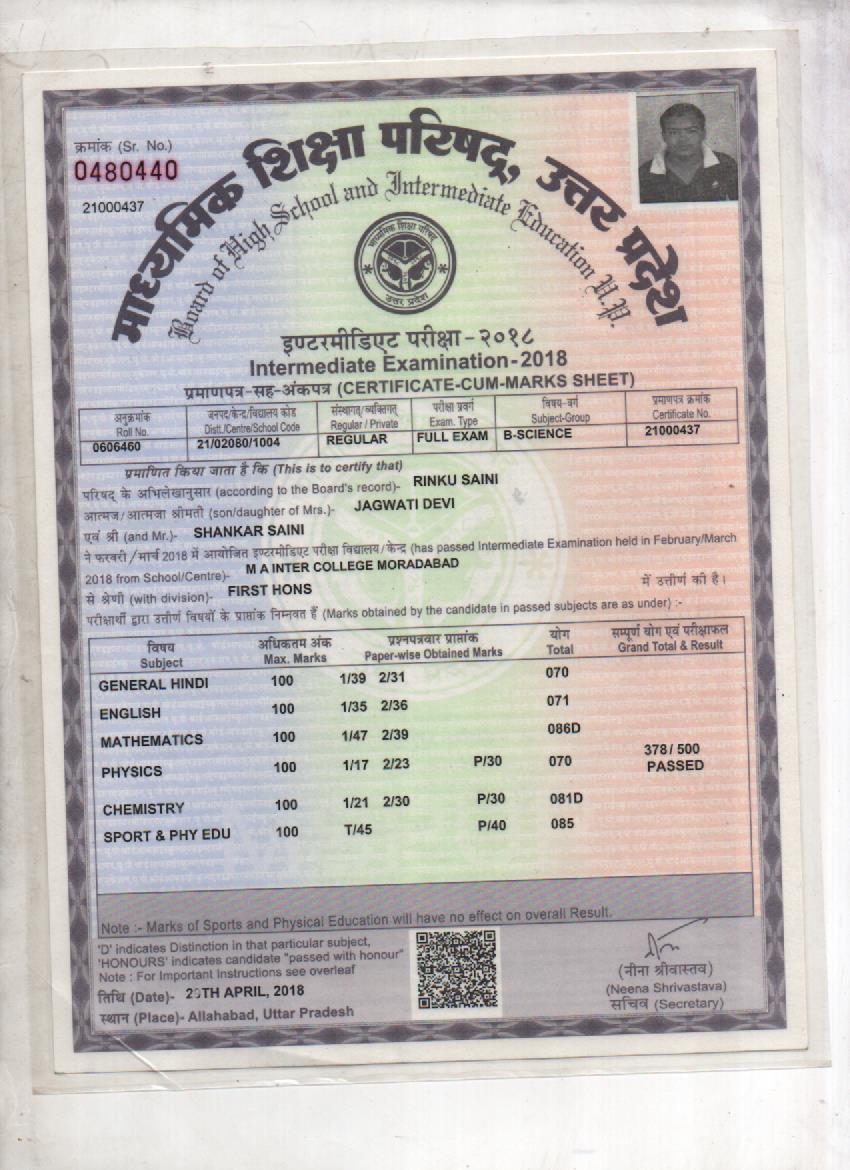 क्रमांक (Sr. No.)
0480440
21000437
माध्यमिक शिक्षा परिषद्, उत्तर प्रदेश
Board of High School and Intermediate Education U.P.
माध्यमिक शिक्षा परिषद्
उत्तर प्रदेश
इण्टरमीडिएट परीक्षा - २०१८
Intermediate Examination-2018
प्रमाणपत्र-सह-अंकपत्र (CERTIFICATE-CUM-MARKS SHEET)
अनुक्रमांक जनपद/केन्द्र/विद्यालय कोड संस्थागत/व्यक्तिगत परीक्षा प्रवर्ग विषय-वर्ग प्रमाणपत्र क्रमांक
Roll No. Distt./Centre/School Code Regular / Private Exam. Type Subject-Group Certificate No.
0606460 21/02080/1004 REGULAR FULL EXAM B-SCIENCE 21000437
प्रमाणित किया जाता है कि (This is to certify that)
परिषद् के अभिलेखानुसार (according to the Board's record)- RINKU SAINI
आत्मज/आत्मजा श्रीमती (son/daughter of Mrs.)- JAGWATI DEVI
एवं श्री (and Mr.)- SHANKAR SAINI
ने फरवरी/मार्च 2018 में आयोजित इण्टरमीडिएट परीक्षा विद्यालय/केन्द्र (has passed Intermediate Examination held in February/March
2018 from School/Centre)- M A INTER COLLEGE MORADABAD
से श्रेणी (with division)- FIRST HONS में उत्तीर्ण की है।
परीक्षार्थी द्वारा उत्तीर्ण विषयों के प्राप्तांक निम्नवत हैं (Marks obtained by the candidate in passed subjects are as under) :-
विषय अधिकतम अंक प्रश्नपत्रवार प्राप्तांक योग सम्पूर्ण योग एवं परीक्षाफल
Subject Max. Marks Paper-wise Obtained Marks Total Grand Total & Result
GENERAL HINDI 100 1/39 2/31 070
ENGLISH 100 1/35 2/36 071
MATHEMATICS 100 1/47 2/39 086D
378/ 500
PHYSICS 100 1/17 2/23 P/30 070 PASSED
CHEMISTRY 100 1/21 2/30 P/30 081D
SPORT & PHY EDU 100 T/45 P/40 085
Note :- Marks of Sports and Physical Education will have no effect on overall Result.
'D' indicates Distinction in that particular subject,
'HONOURS' indicates candidate "passed with honour"
Note : For Important Instructions see overleaf
तिथि (Date)- TH APRIL, 2018
स्थान (Place)- Allahabad, Uttar Pradesh
(नीना श्रीवास्तव)
(Neena Shrivastava)
सचिव (Secretary)